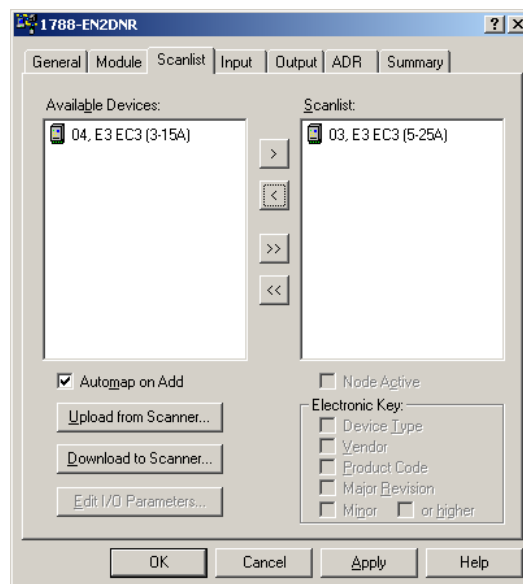 1788-EN2DNR
General Module Scanlist Input Output ADR Summary
Available Devices:
04, E3 EC3 (3-15A)
>
<
>>
<<
Scanlist:
03, E3 EC3 (5-25A)
Automap on Add
Upload from Scanner...
Download to Scanner...
Edit I/O Parameters...
Node Active
Electronic Key:
Device Type
Vendor
Product Code
Major Revision
Minor or higher
OK Cancel Apply Help